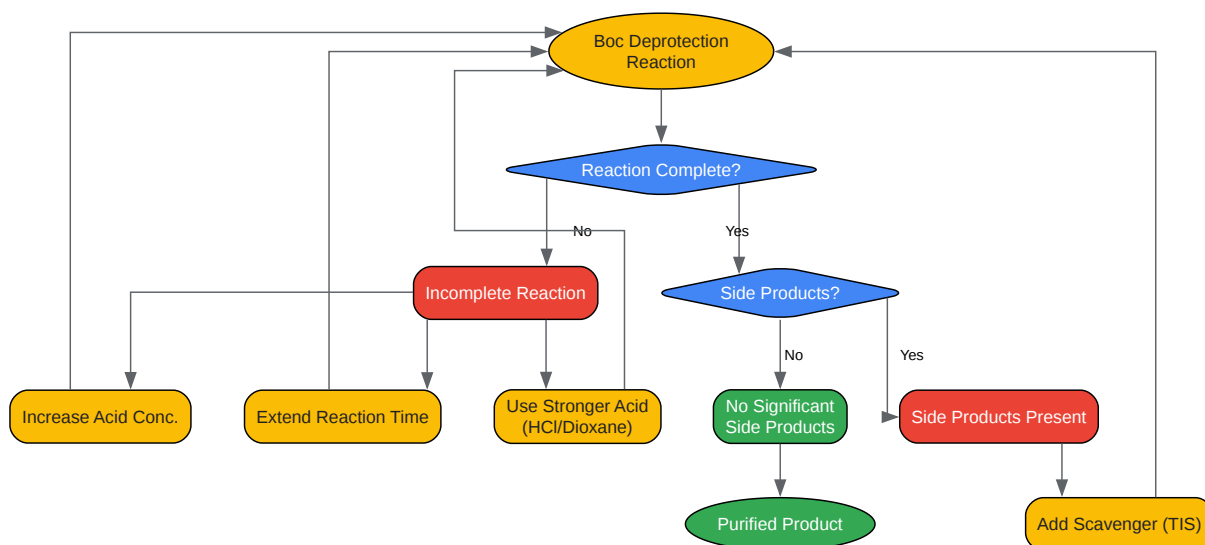 Boc Deprotection
Reaction
Reaction Complete?
No
Yes
Incomplete Reaction
Side Products?
No
Yes
Increase Acid Conc.
Extend Reaction Time
Use Stronger Acid
(HCl/Dioxane)
No Significant
Side Products
Side Products Present
Purified Product
Add Scavenger (TIS)